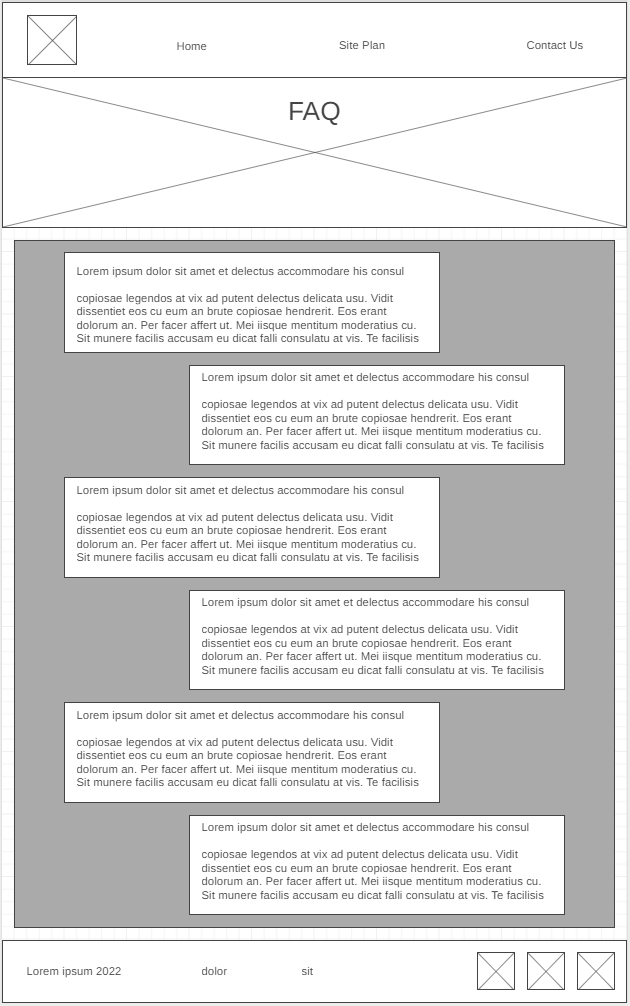 Home
Site Plan
Contact Us
FAQ
Lorem ipsum dolor sit amet et delectus accommodare his consul
copiosae legendos at vix ad putent delectus delicata usu. Vidit
dissentiet eos cu eum an brute copiosae hendrerit. Eos erant
dolorum an. Per facer affert ut. Mei iisque mentitum moderatius cu.
Sit munere facilis accusam eu dicat falli consulatu at vis. Te facilisis
Lorem ipsum dolor sit amet et delectus accommodare his consul
copiosae legendos at vix ad putent delectus delicata usu. Vidit
dissentiet eos cu eum an brute copiosae hendrerit. Eos erant
dolorum an. Per facer affert ut. Mei iisque mentitum moderatius cu.
Sit munere facilis accusam eu dicat falli consulatu at vis. Te facilisis
Lorem ipsum dolor sit amet et delectus accommodare his consul
copiosae legendos at vix ad putent delectus delicata usu. Vidit
dissentiet eos cu eum an brute copiosae hendrerit. Eos erant
dolorum an. Per facer affert ut. Mei iisque mentitum moderatius cu.
Sit munere facilis accusam eu dicat falli consulatu at vis. Te facilisis
Lorem ipsum dolor sit amet et delectus accommodare his consul
copiosae legendos at vix ad putent delectus delicata usu. Vidit
dissentiet eos cu eum an brute copiosae hendrerit. Eos erant
dolorum an. Per facer affert ut. Mei iisque mentitum moderatius cu.
Sit munere facilis accusam eu dicat falli consulatu at vis. Te facilisis
Lorem ipsum dolor sit amet et delectus accommodare his consul
copiosae legendos at vix ad putent delectus delicata usu. Vidit
dissentiet eos cu eum an brute copiosae hendrerit. Eos erant
dolorum an. Per facer affert ut. Mei iisque mentitum moderatius cu.
Sit munere facilis accusam eu dicat falli consulatu at vis. Te facilisis
Lorem ipsum dolor sit amet et delectus accommodare his consul
copiosae legendos at vix ad putent delectus delicata usu. Vidit
dissentiet eos cu eum an brute copiosae hendrerit. Eos erant
dolorum an. Per facer affert ut. Mei iisque mentitum moderatius cu.
Sit munere facilis accusam eu dicat falli consulatu at vis. Te facilisis
Lorem ipsum 2022
dolor
sit